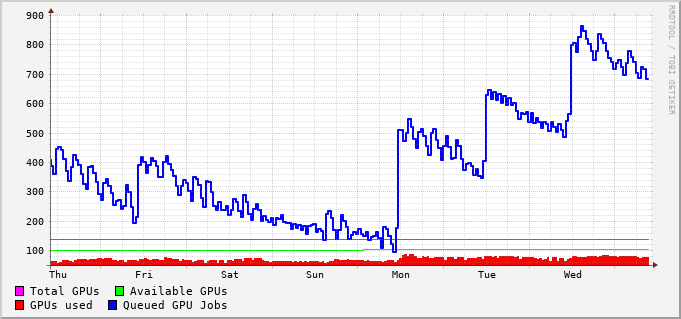 900
800
700
600
500
400
300
200
100
Thu Fri Sat Sun Mon Tue Wed
Total GPUs Available GPUs
GPUs used Queued GPU Jobs
RRDTOOL / TOBI OETIKER